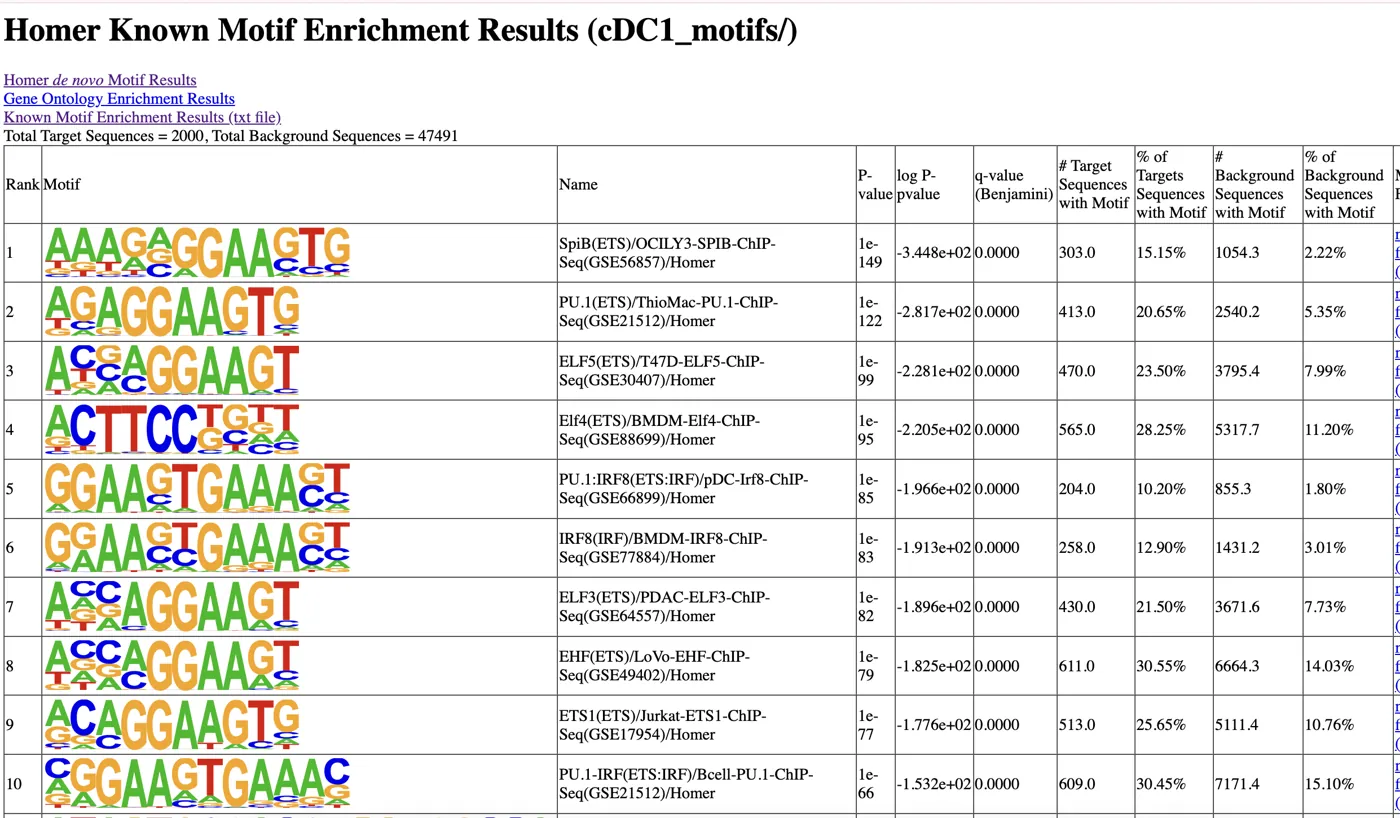 Homer Known Motif Enrichment Results (cDC1_motifs/)
Homer de novo Motif Results
Gene Ontology Enrichment Results
Known Motif Enrichment Results (txt file)
Total Target Sequences = 2000, Total Background Sequences = 47491
Rank Motif Name P-value log P-pvalue q-value (Benjamini) # Target Sequences with Motif % of Targets Sequences with Motif # Background Sequences with Motif % of Background Sequences with Motif
1 SpiB(ETS)/OCILY3-SPIB-ChIP-Seq(GSE56857)/Homer 1e-149 -3.448e+02 0.0000 303.0 15.15% 1054.3 2.22%
2 PU.1(ETS)/ThioMac-PU.1-ChIP-Seq(GSE21512)/Homer 1e-122 -2.817e+02 0.0000 413.0 20.65% 2540.2 5.35%
3 ELF5(ETS)/T47D-ELF5-ChIP-Seq(GSE30407)/Homer 1e-99 -2.281e+02 0.0000 470.0 23.50% 3795.4 7.99%
4 Elf4(ETS)/BMDM-Elf4-ChIP-Seq(GSE88699)/Homer 1e-95 -2.205e+02 0.0000 565.0 28.25% 5317.7 11.20%
5 PU.1:IRF8(ETS:IRF)/pDC-Irf8-ChIP-Seq(GSE66899)/Homer 1e-85 -1.966e+02 0.0000 204.0 10.20% 855.3 1.80%
6 IRF8(IRF)/BMDM-IRF8-ChIP-Seq(GSE77884)/Homer 1e-83 -1.913e+02 0.0000 258.0 12.90% 1431.2 3.01%
7 ELF3(ETS)/PDAC-ELF3-ChIP-Seq(GSE64557)/Homer 1e-82 -1.896e+02 0.0000 430.0 21.50% 3671.6 7.73%
8 EHF(ETS)/LoVo-EHF-ChIP-Seq(GSE49402)/Homer 1e-79 -1.825e+02 0.0000 611.0 30.55% 6664.3 14.03%
9 ETS1(ETS)/Jurkat-ETS1-ChIP-Seq(GSE17954)/Homer 1e-77 -1.776e+02 0.0000 513.0 25.65% 5111.4 10.76%
10 PU.1-IRF(ETS:IRF)/Bcell-PU.1-ChIP-Seq(GSE21512)/Homer 1e-66 -1.532e+02 0.0000 609.0 30.45% 7171.4 15.10%